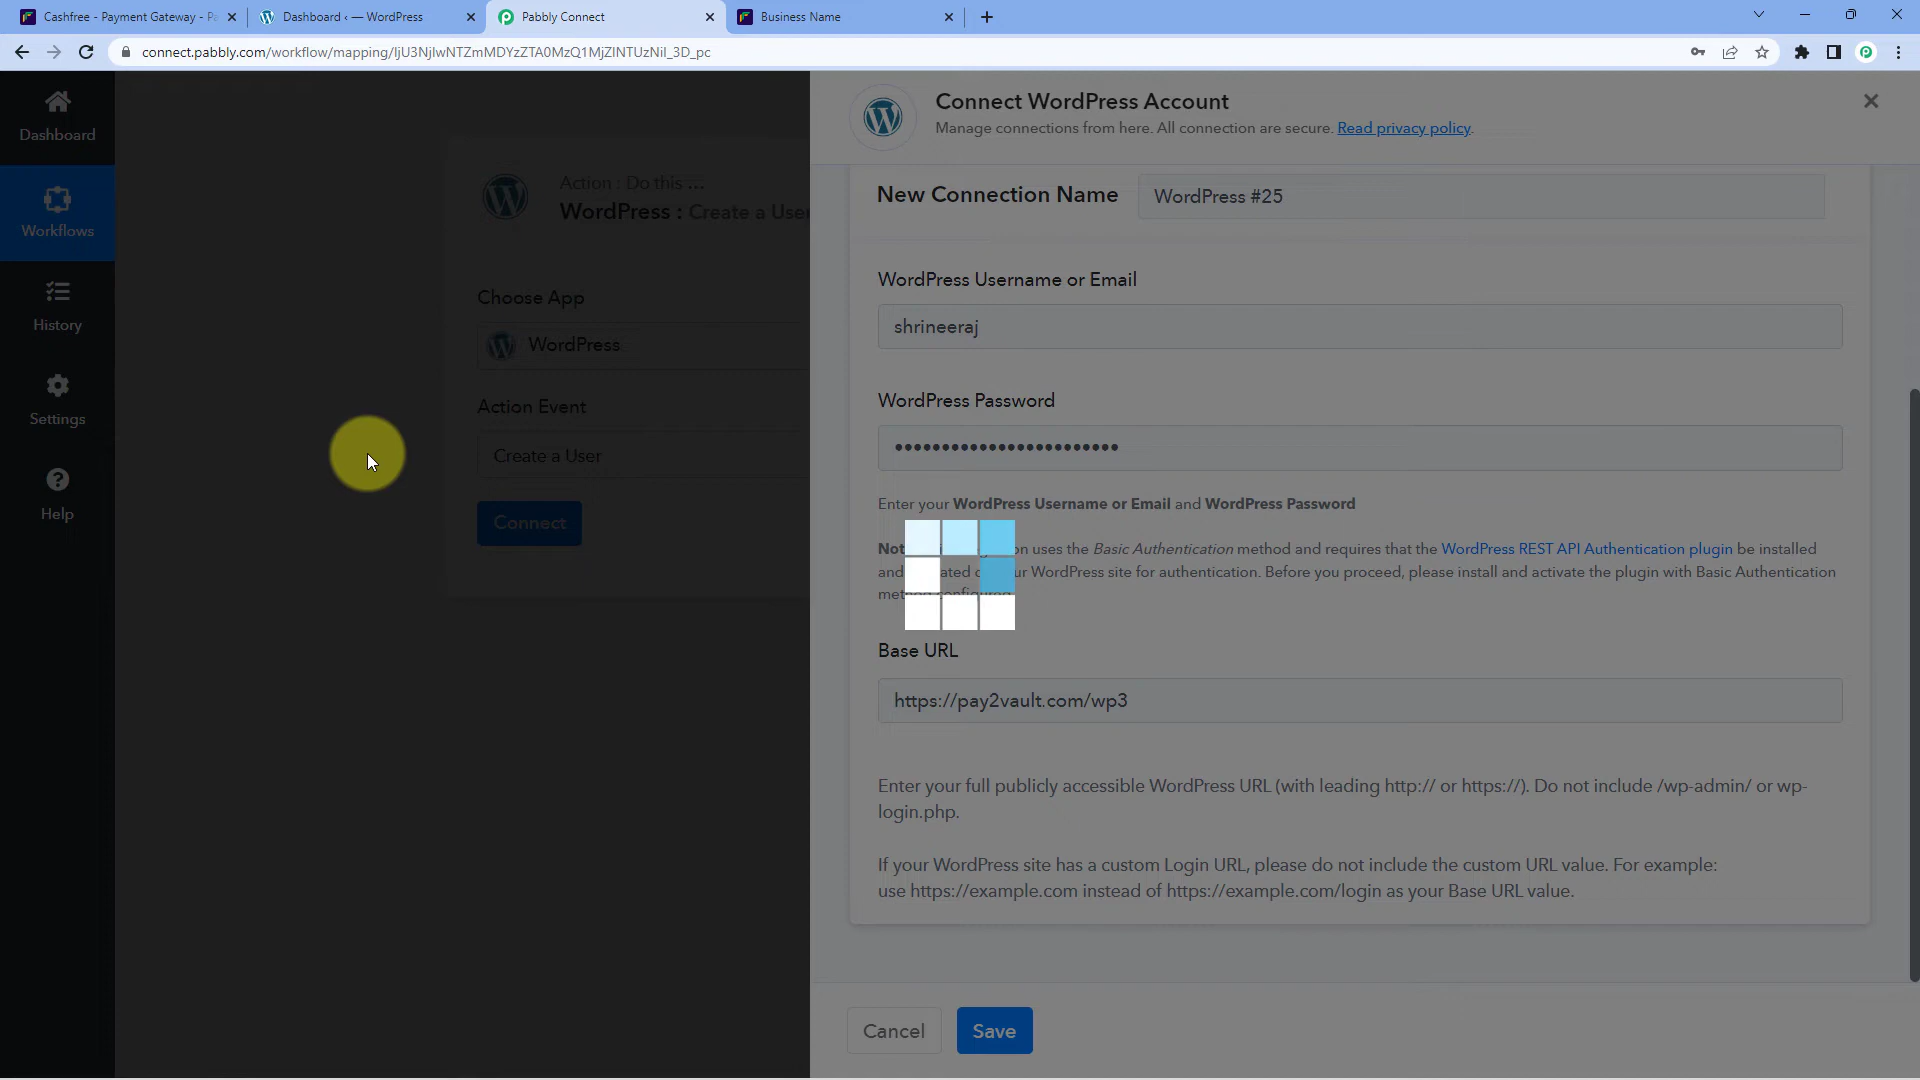 Cashfree - Payment Gateway - Pa
Dashboard ‹ — WordPress
Pabbly Connect
Business Name
connect.pabbly.com/workflow/mapping/IjU3NjIwNTZmMDYzZTA0MzQ1MjZlNTUzNiI_3D_pc
Dashboard
Workflows
History
Settings
Help
Action : Do this ...
WordPress : Create a User
Choose App
WordPress
Action Event
Create a User
Connect
Connect WordPress Account
Manage connections from here. All connection are secure. Read privacy policy.
New Connection Name
WordPress #25
WordPress Username or Email
shrineeraj
WordPress Password
Enter your WordPress Username or Email and WordPress Password
uses the Basic Authentication method and requires that the WordPress REST API Authentication plugin be installed
and WordPress site for authentication. Before you proceed, please install and activate the plugin with Basic Authentication
Base URL
https://pay2vault.com/wp3
Enter your full publicly accessible WordPress URL (with leading http:// or https://). Do not include /wp-admin/ or wp-
login.php.
If your WordPress site has a custom Login URL, please do not include the custom URL value. For example:
use https://example.com instead of https://example.com/login as your Base URL value.
Cancel
Save